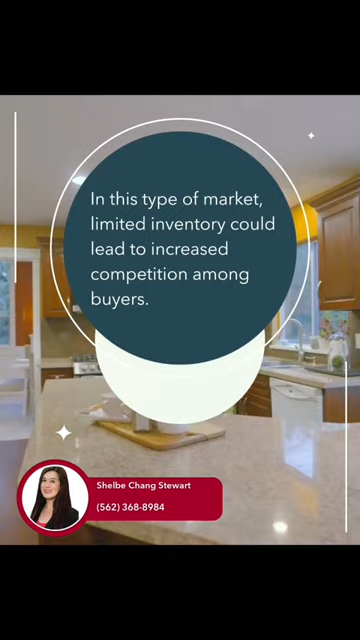 In this type of market,
limited inventory could
lead to increased
competition among
buyers.
Shelbe Chang Stewart
(562) 368-8984